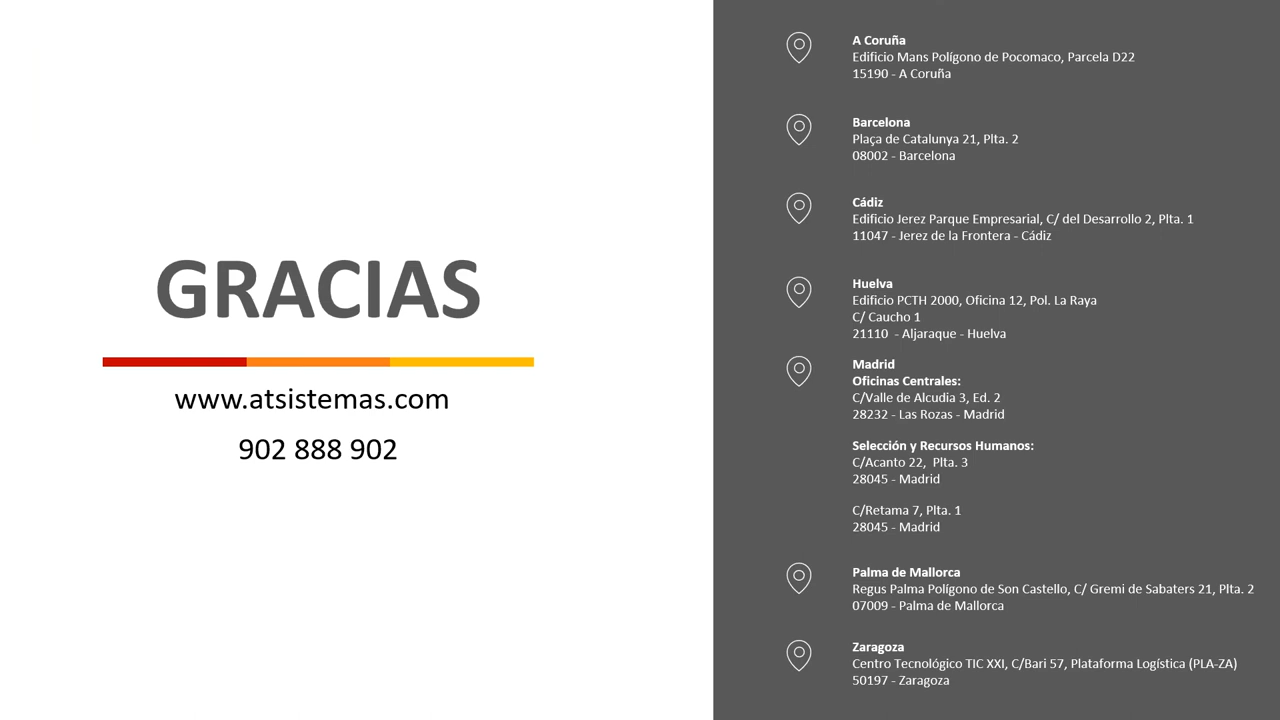 GRACIAS
www.atsistemas.com
902 888 902
A Coruña
Edificio Mans Polígono de Pocomaco, Parcela D22
15190 - A Coruña
Barcelona
Plaça de Catalunya 21, Plta. 2
08002 - Barcelona
Cádiz
Edificio Jerez Parque Empresarial, C/ del Desarrollo 2, Plta. 1
11047 - Jerez de la Frontera - Cádiz
Huelva
Edificio PCTH 2000, Oficina 12, Pol. La Raya
C/ Caucho 1
21110  - Aljaraque - Huelva
Madrid
Oficinas Centrales:
C/Valle de Alcudia 3, Ed. 2
28232 - Las Rozas - Madrid
Selección y Recursos Humanos:
C/Acanto 22,  Plta. 3
28045 - Madrid
C/Retama 7, Plta. 1
28045 - Madrid
Palma de Mallorca
Regus Palma Polígono de Son Castello, C/ Gremi de Sabaters 21, Plta. 2
07009 - Palma de Mallorca
Zaragoza
Centro Tecnológico TIC XXI, C/Bari 57, Plataforma Logística (PLA-ZA)
50197 - Zaragoza